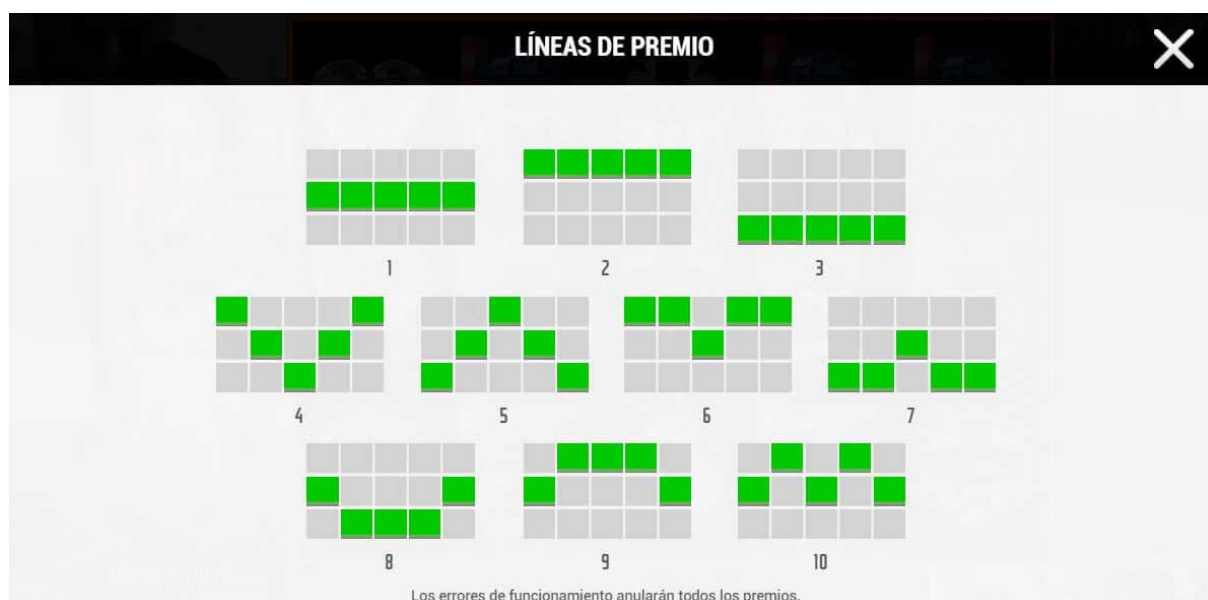 LÍNEAS DE PREMIO
1 2 3
4 5 6 7
8 9 10
Los errores de funcionamiento anularán todos los premios.